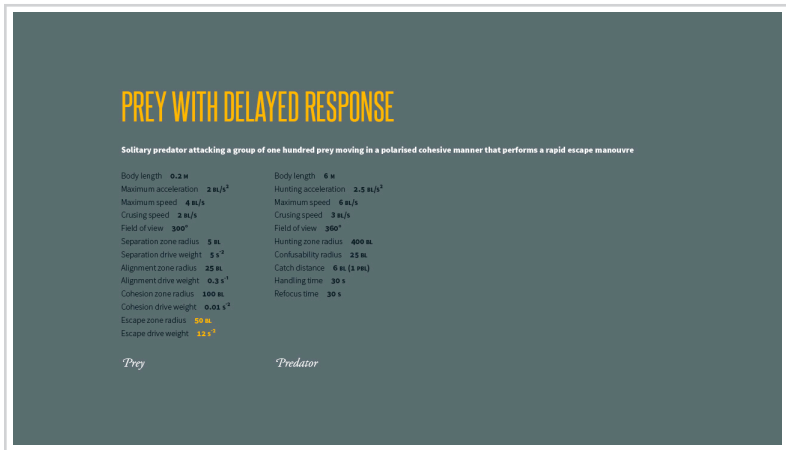 PREY WITH DELAYED RESPONSE
Solitary predator attacking a group of one hundred prey moving in a polarised cohesive manner that performs a rapid escape manouvre
Body length 0.2 M
Maximum acceleration 2 BL/s²
Maximum speed 4 BL/s
Crusing speed 2 BL/s
Field of view 300°
Separation zone radius 5 BL
Separation drive weight 5 s⁻²
Alignment zone radius 25 BL
Alignment drive weight 0.3 s⁻¹
Cohesion zone radius 100 BL
Cohesion drive weight 0.01 s⁻²
Escape zone radius 50 BL
Escape drive weight 12 s⁻²
Prey
Body length 6 M
Hunting acceleration 2.5 BL/s²
Maximum speed 6 BL/s
Crusing speed 3 BL/s
Field of view 360°
Hunting zone radius 400 BL
Confusability radius 25 BL
Catch distance 6 BL (1 PBL)
Handling time 30 s
Refocus time 30 s
Predator